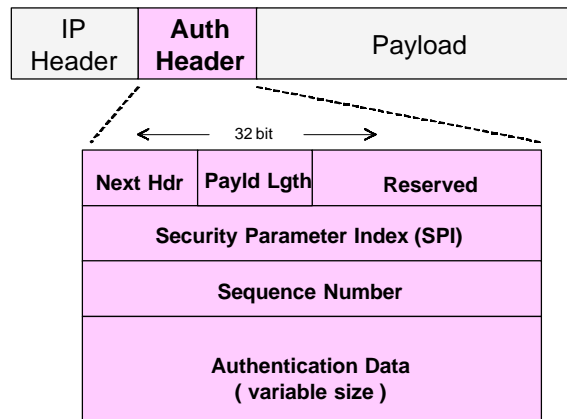 IP
Header
Auth
Header
Payload
32 bit
Next Hdr
Payld Lgth
Reserved
Security Parameter Index (SPI)
Sequence Number
Authentication Data
( variable size )